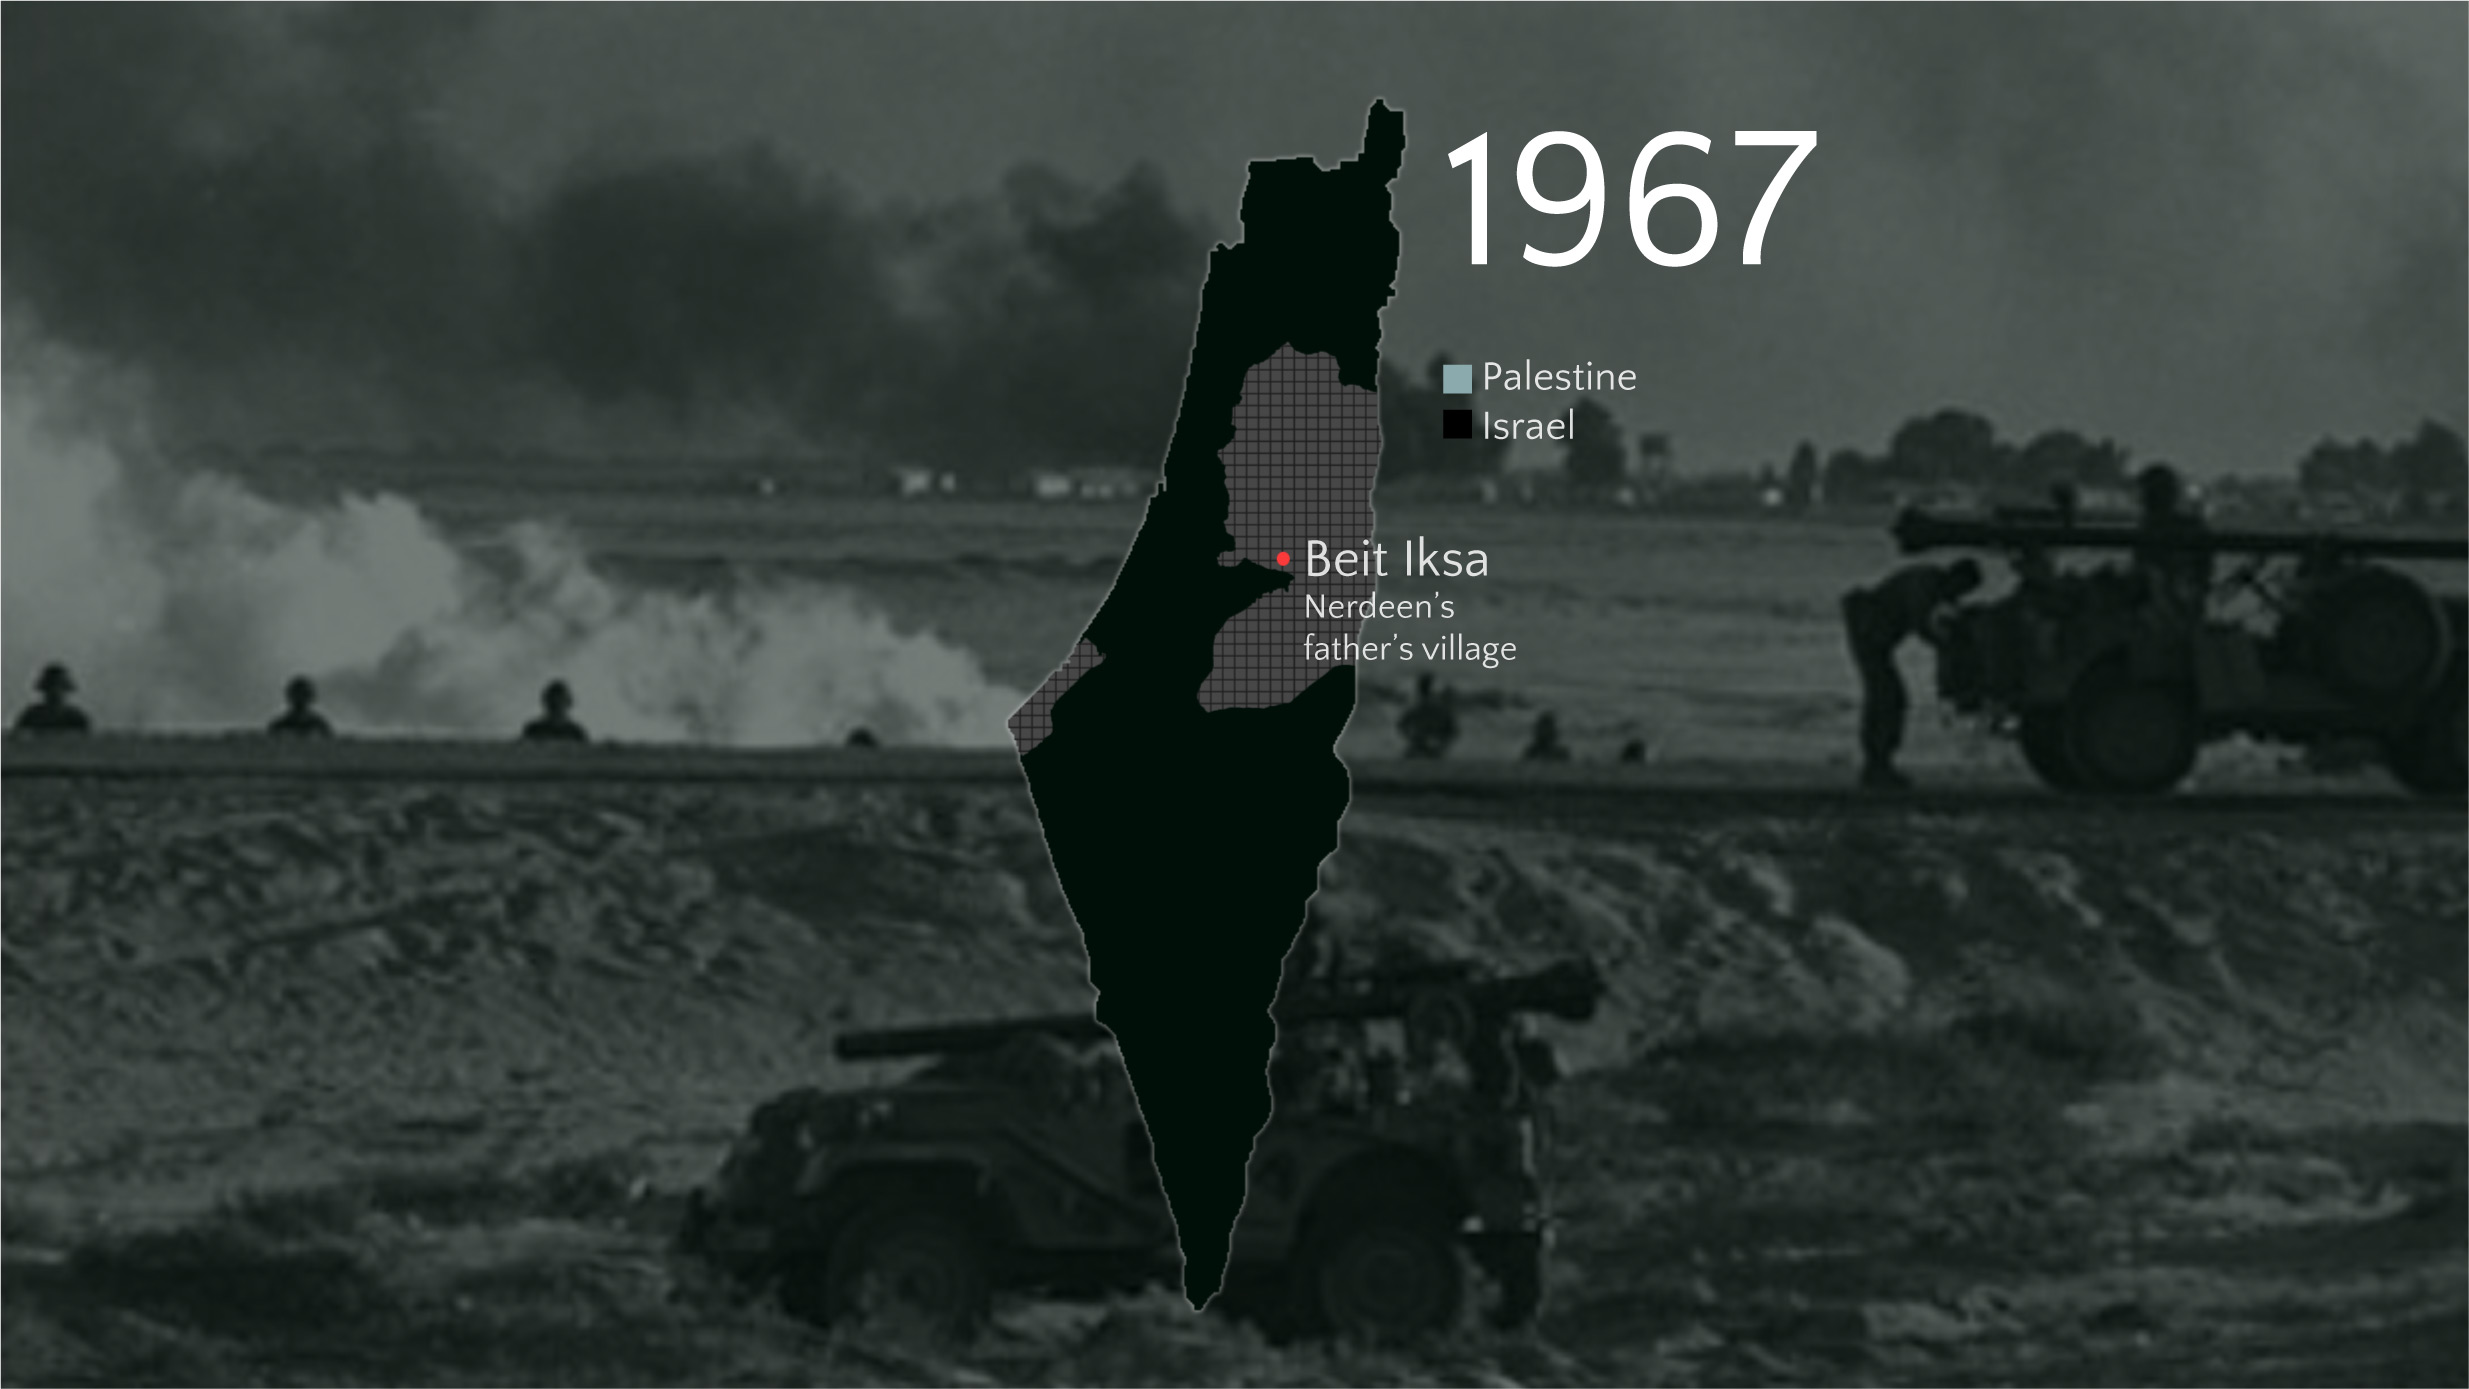 1967
Palestine
Israel
Beit Iksa
Nerdeen’s
father’s village